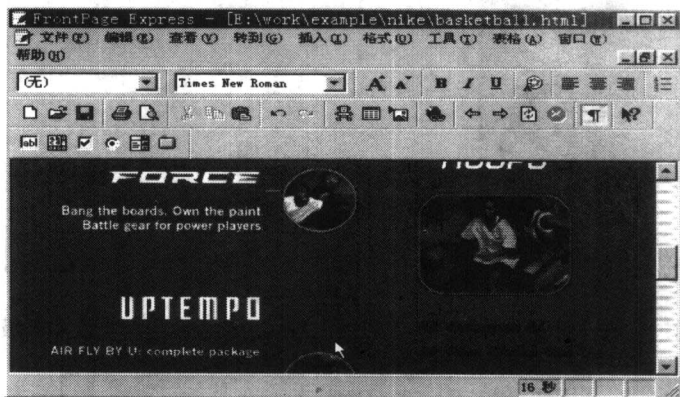 FrontPage Express - [E:\work\example\nike\basketball.html]
文件(F) 编辑(E) 查看(V) 转到(G) 插入(I) 格式(O) 工具(T) 表格(A) 窗口(W)
帮助(H)
(无) Times New Roman A A B I U
abl
FORCE
Bang the boards. Own the paint
Battle gear for power players
UPTEMPO
AIR FLY BY U: complete package
16 秒